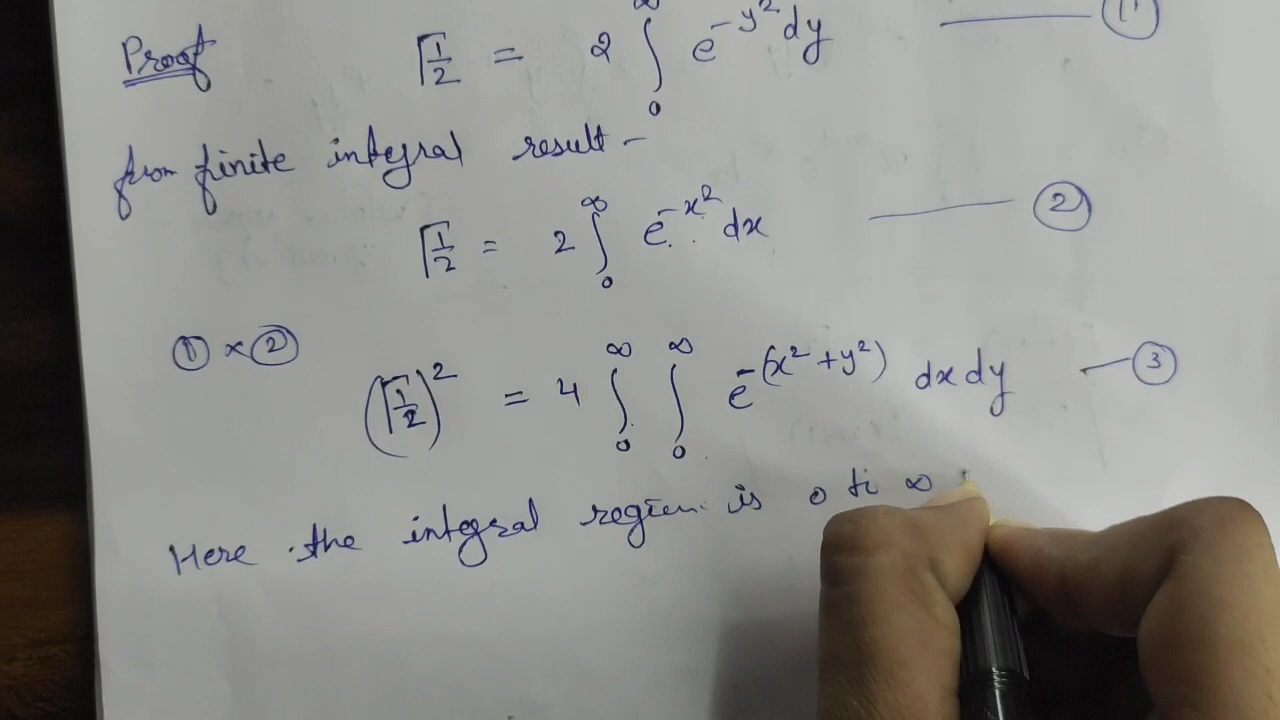 Proof Γ1/2 = 2 ∫₀^∞ e^{-y²} dy — (1)
from finite integral result -
Γ1/2 = 2 ∫₀^∞ e^{-x²} dx — (2)
(1) × (2)
(Γ1/2)² = 4 ∫₀^∞ ∫₀^∞ e^{-(x²+y²)} dx dy — (3)
Here the integral region is 0 to ∞